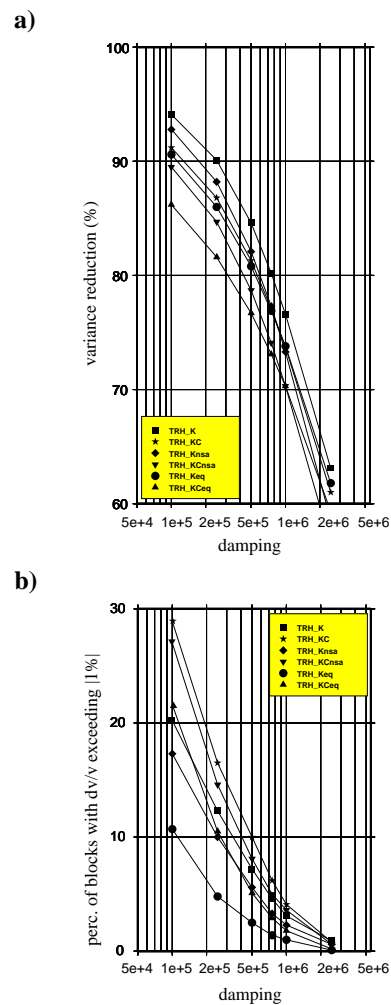 a)
100
90
80
70
60
variance reduction (%)
TRH_K
TRH_KC
TRH_Knsa
TRH_KCnsa
TRH_Keq
TRH_KCeq
5e+4 1e+5 2e+5 5e+5 1e+6 2e+6 5e+6
damping
b)
30
20
10
0
perc. of blocks with dv/v exceeding |1%|
TRH_K
TRH_KC
TRH_Knsa
TRH_KCnsa
TRH_Keq
TRH_KCeq
5e+4 1e+5 2e+5 5e+5 1e+6 2e+6 5e+6
damping